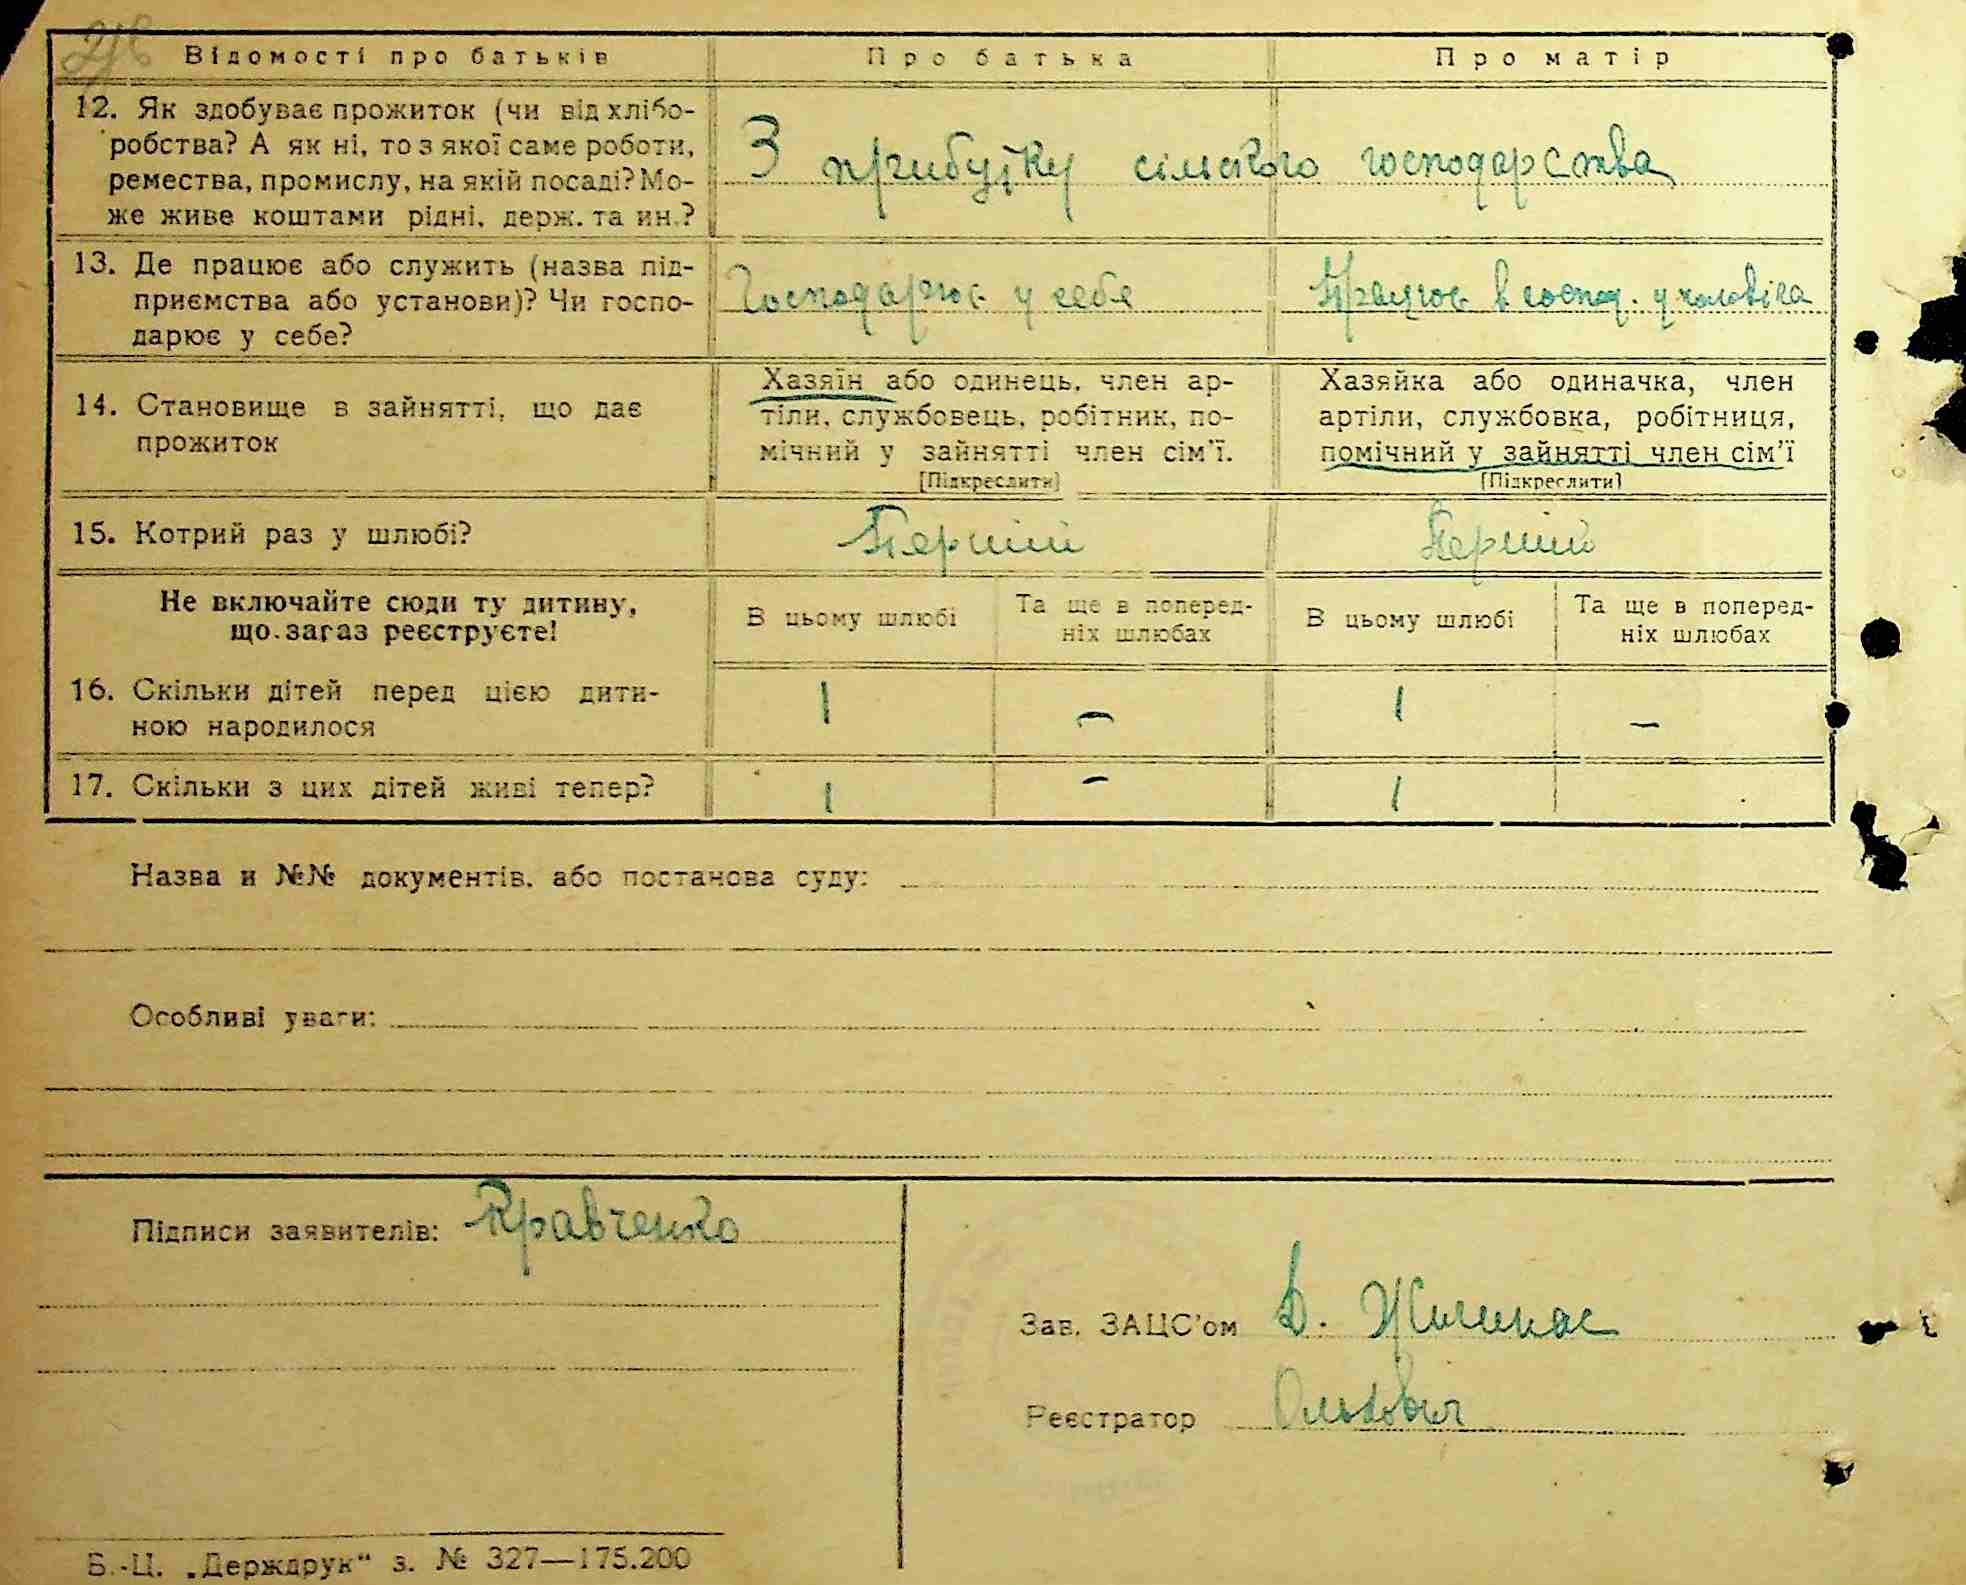 Відомості про батьків Про батька Про матір
12. Як здобуває прожиток (чи від хлібо-
робства? А як ні, то з якої саме роботи,
ремества, промислу, на якій посаді? Мо-
же живе коштами рідні, держ. та ин.?
З прибутку сільского господарства
13. Де працює або служить (назва під-
приємства або установи)? Чи госпо-
дарює у себе?
Господарює у себе
Працює в господ. у чоловіка
14. Становище в зайнятті, що дає
прожиток
Хазяїн або одинець, член ар-
тіли, службовець, робітник, по-
мічний у зайнятті член сім'ї.
[Підкреслити]
Хазяйка або одиначка, член
артіли, службовка, робітниця,
помічний у зайнятті член сім'ї
[Підкреслити]
15. Котрий раз у шлюбі? Перший Перший
Не включайте сюди ту дитину,
що зараз реєструєте!
В цьому шлюбі
Та ще в поперед-
ніх шлюбах
В цьому шлюбі
Та ще в поперед-
ніх шлюбах
16. Скільки дітей перед цією дити-
ною народилося
1 – 1 –
17. Скільки з цих дітей живі тепер? 1 – 1
Назва и №№ документів, або постанова суду:
Особливі уваги:
Підписи заявителів: Кравченко
Зав. ЗАЦС'ом
Реєстратор
Б.-Ц. „Держдрук" з. № 327—175.200